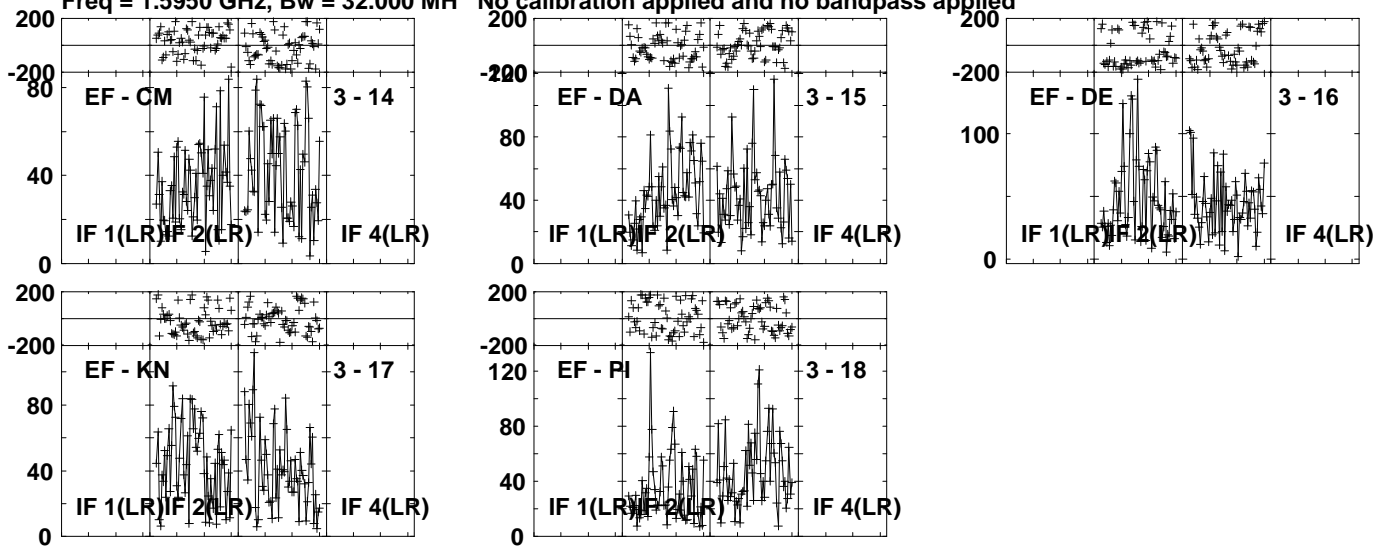 Freq = 1.5950 GHz, Bw = 32.000 MH No calibration applied and no bandpass applied
200
-200
80
40
0
EF - CM
3 - 14
IF 1(LR) IF 2(LR) IF 4(LR)
200
80
40
0
EF - DA
3 - 15
IF 1(LR) IF 2(LR) IF 4(LR)
200
-200
100
0
EF - DE
3 - 16
IF 1(LR) IF 2(LR) IF 4(LR)
200
-200
80
40
0
EF - KN
3 - 17
IF 1(LR) IF 2(LR) IF 4(LR)
200
-200
120
80
40
0
EF - PI
3 - 18
IF 1(LR) IF 2(LR) IF 4(LR)